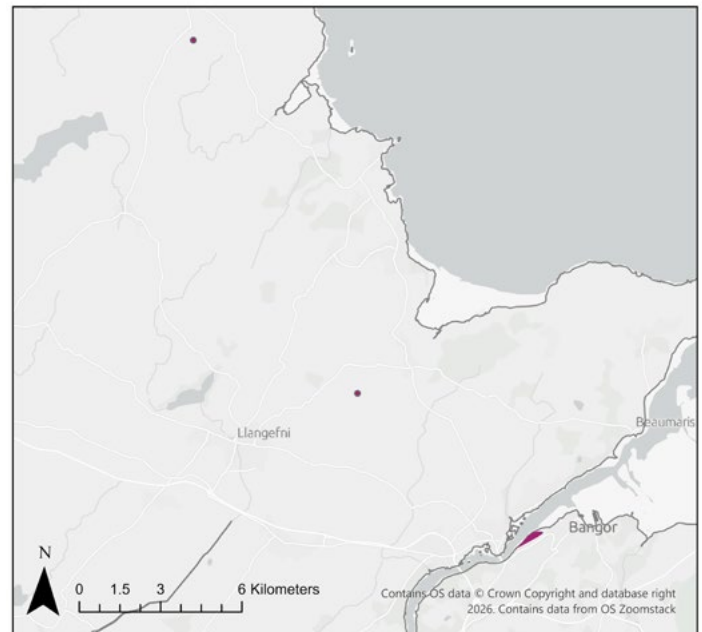 Llangefni
Beaumaris
Bangor
N
0 1.5 3 6 Kilometers
Contains OS data © Crown Copyright and database right
2026. Contains data from OS Zoomstack